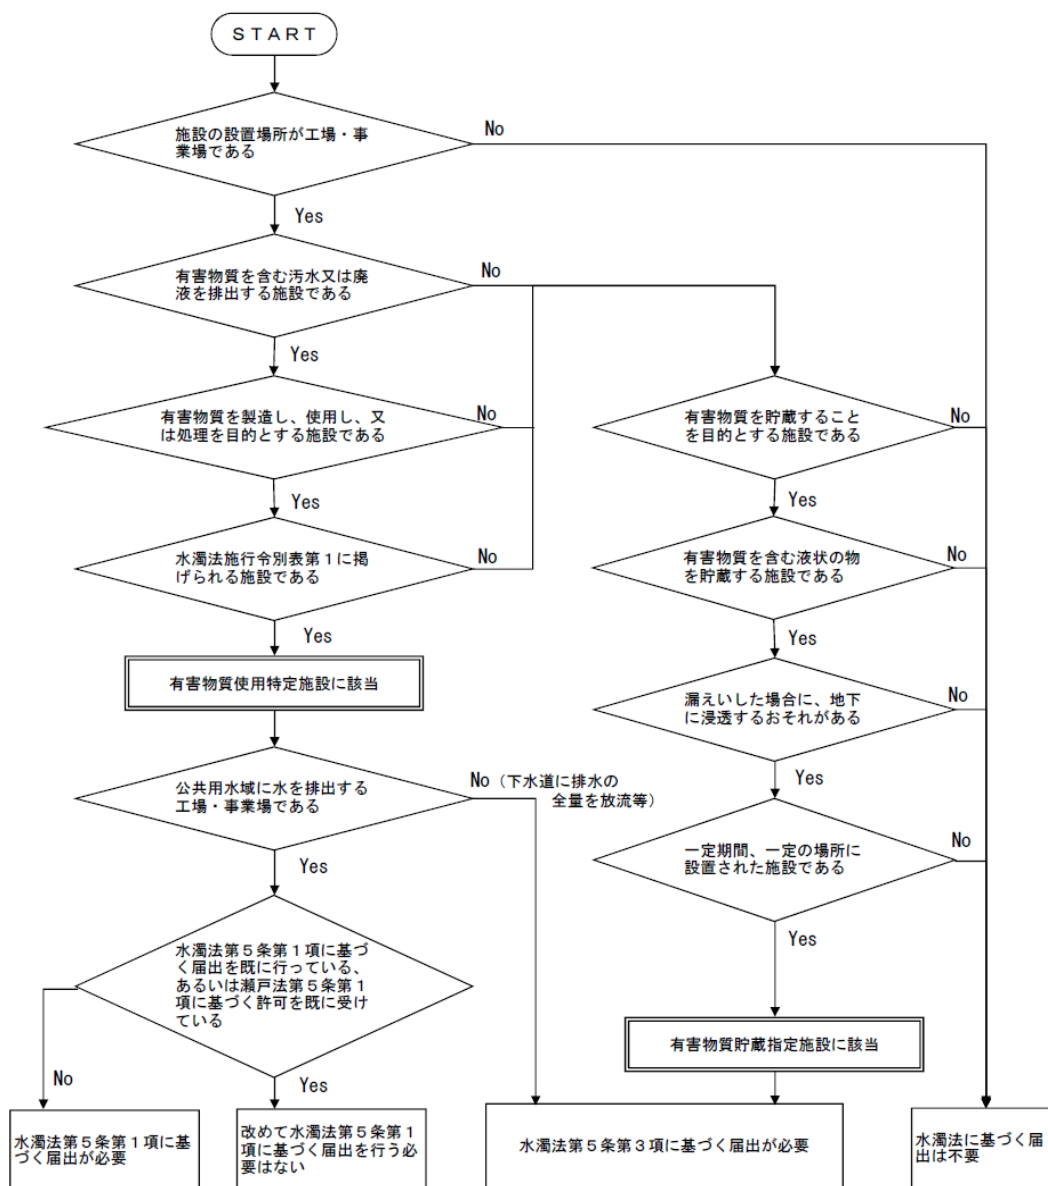 ＳＴＡＲＴ
施設の設置場所が工場・事
業場である
No
Yes
有害物質を含む汚水又は廃
液を排出する施設である
No
Yes
有害物質を製造し、使用し、又
は処理を目的とする施設である
No
Yes
水濁法施行令別表第１に掲
げられる施設である
No
Yes
有害物質使用特定施設に該当
公共用水域に水を排出する
工場・事業場である
No（下水道に排水の
全量を放流等）
Yes
水濁法第５条第１項に基づ
く届出を既に行っている、
あるいは瀬戸法第５条第１
項に基づく許可を既に受け
ている
No
Yes
水濁法第５条第１項に基
づく届出が必要
改めて水濁法第５条第１
項に基づく届出を行う必
要はない
有害物質を貯蔵すること
を目的とする施設である
No
Yes
有害物質を含む液状の物
を貯蔵する施設である
No
Yes
漏えいした場合に、地下
に浸透するおそれがある
No
Yes
一定期間、一定の場所に
設置された施設である
No
Yes
有害物質貯蔵指定施設に該当
水濁法第５条第３項に基づく届出が必要
水濁法に基づく届
出は不要